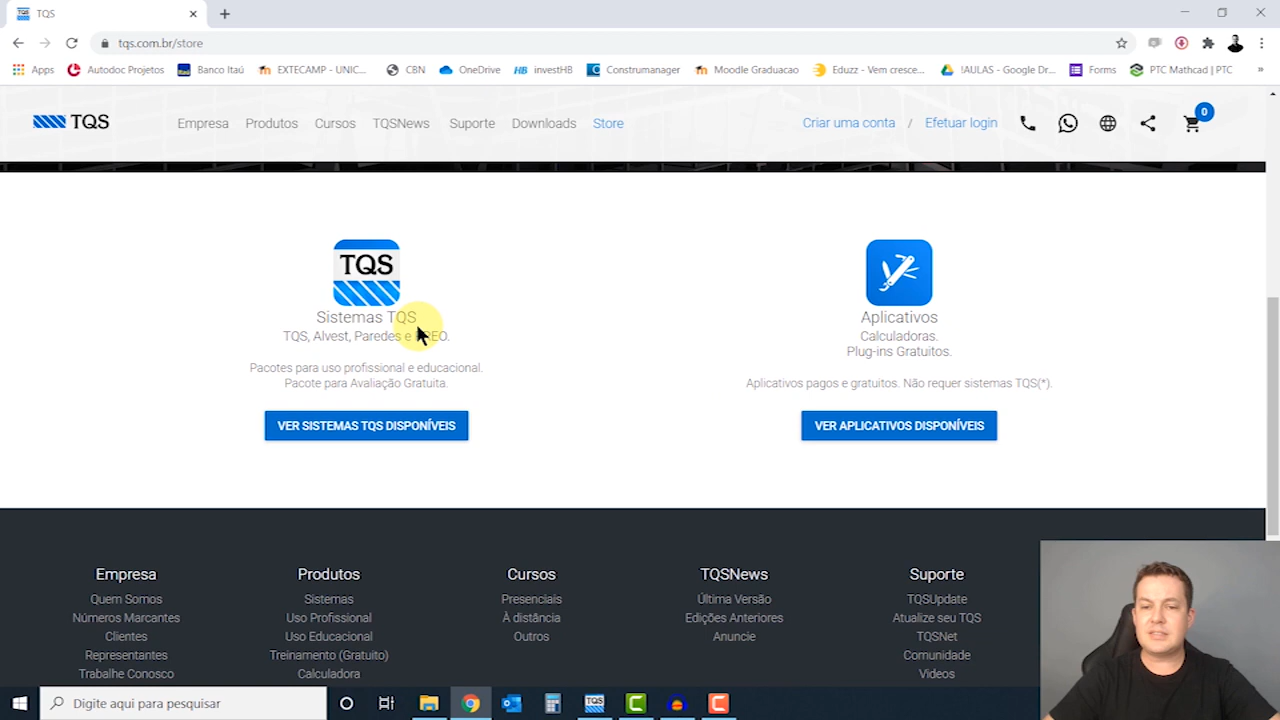 TQS
tqs.com.br/store
Apps
Autodoc Projetos
Banco Itaú
EXTECAMP - UNIC...
CBN
OneDrive
HB investHB
Construmanager
Moodle Graduacao
Eduzz - Vem cresce...
!AULAS - Google Dr...
Forms
PTC Mathcad | PTC
»
TQS
Empresa
Produtos
Cursos
TQSNews
Suporte
Downloads
Store
Criar uma conta / Efetuar login
0
TQS
Sistemas TQS
TQS, Alvest, Paredes e
Pacotes para uso profissional e educacional.
Pacote para Avaliação Gratuita.
VER SISTEMAS TQS DISPONÍVEIS
Aplicativos
Calculadoras.
Plug-ins Gratuitos.
Aplicativos pagos e gratuitos. Não requer sistemas TQS(*).
VER APLICATIVOS DISPONÍVEIS
Empresa
Quem Somos
Números Marcantes
Clientes
Representantes
Trabalhe Conosco
Produtos
Sistemas
Uso Profissional
Uso Educacional
Treinamento (Gratuito)
Calculadora
Cursos
Presenciais
À distância
Outros
TQSNews
Última Versão
Edições Anteriores
Anuncie
Suporte
TQSUpdate
Atualize seu TQS
TQSNet
Comunidade
Videos
Digite aqui para pesquisar
TQS